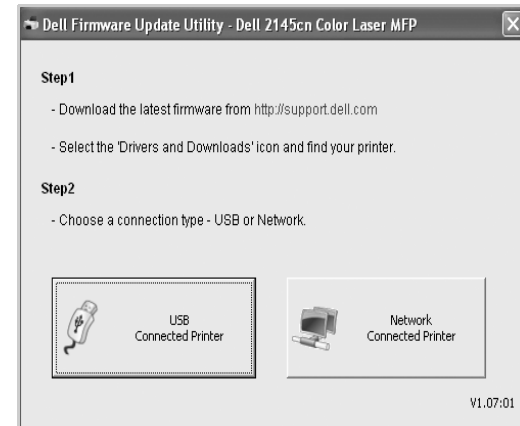 Dell Firmware Update Utility - Dell 2145cn Color Laser MFP
Step1
- Download the latest firmware from http://support.dell.com
- Select the 'Drivers and Downloads' icon and find your printer.
Step2
- Choose a connection type - USB or Network.
USB
Connected Printer
Network
Connected Printer
V1.07:01